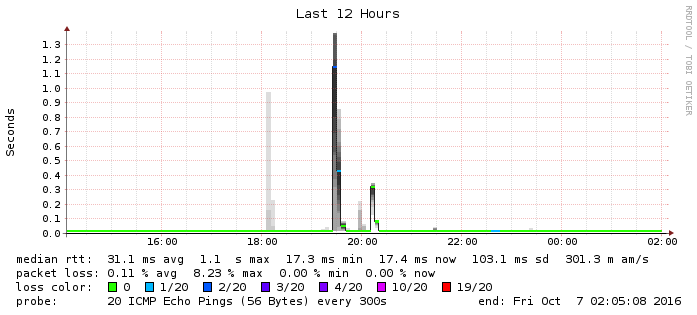 Last 12 Hours
RRDTOOL / TOBI OETIKER
Seconds
1.3
1.2
1.1
1.0
0.9
0.8
0.7
0.6
0.5
0.4
0.3
0.2
0.1
0.0
16:00 18:00 20:00 22:00 00:00 02:00
median rtt: 31.1 ms avg 1.1 s max 17.3 ms min 17.4 ms now 103.1 ms sd 301.3 m am/s
packet loss: 0.11 % avg 8.23 % max 0.00 % min 0.00 % now
loss color: 0 1/20 2/20 3/20 4/20 10/20 19/20
probe: 20 ICMP Echo Pings (56 Bytes) every 300s end: Fri Oct 7 02:05:08 2016